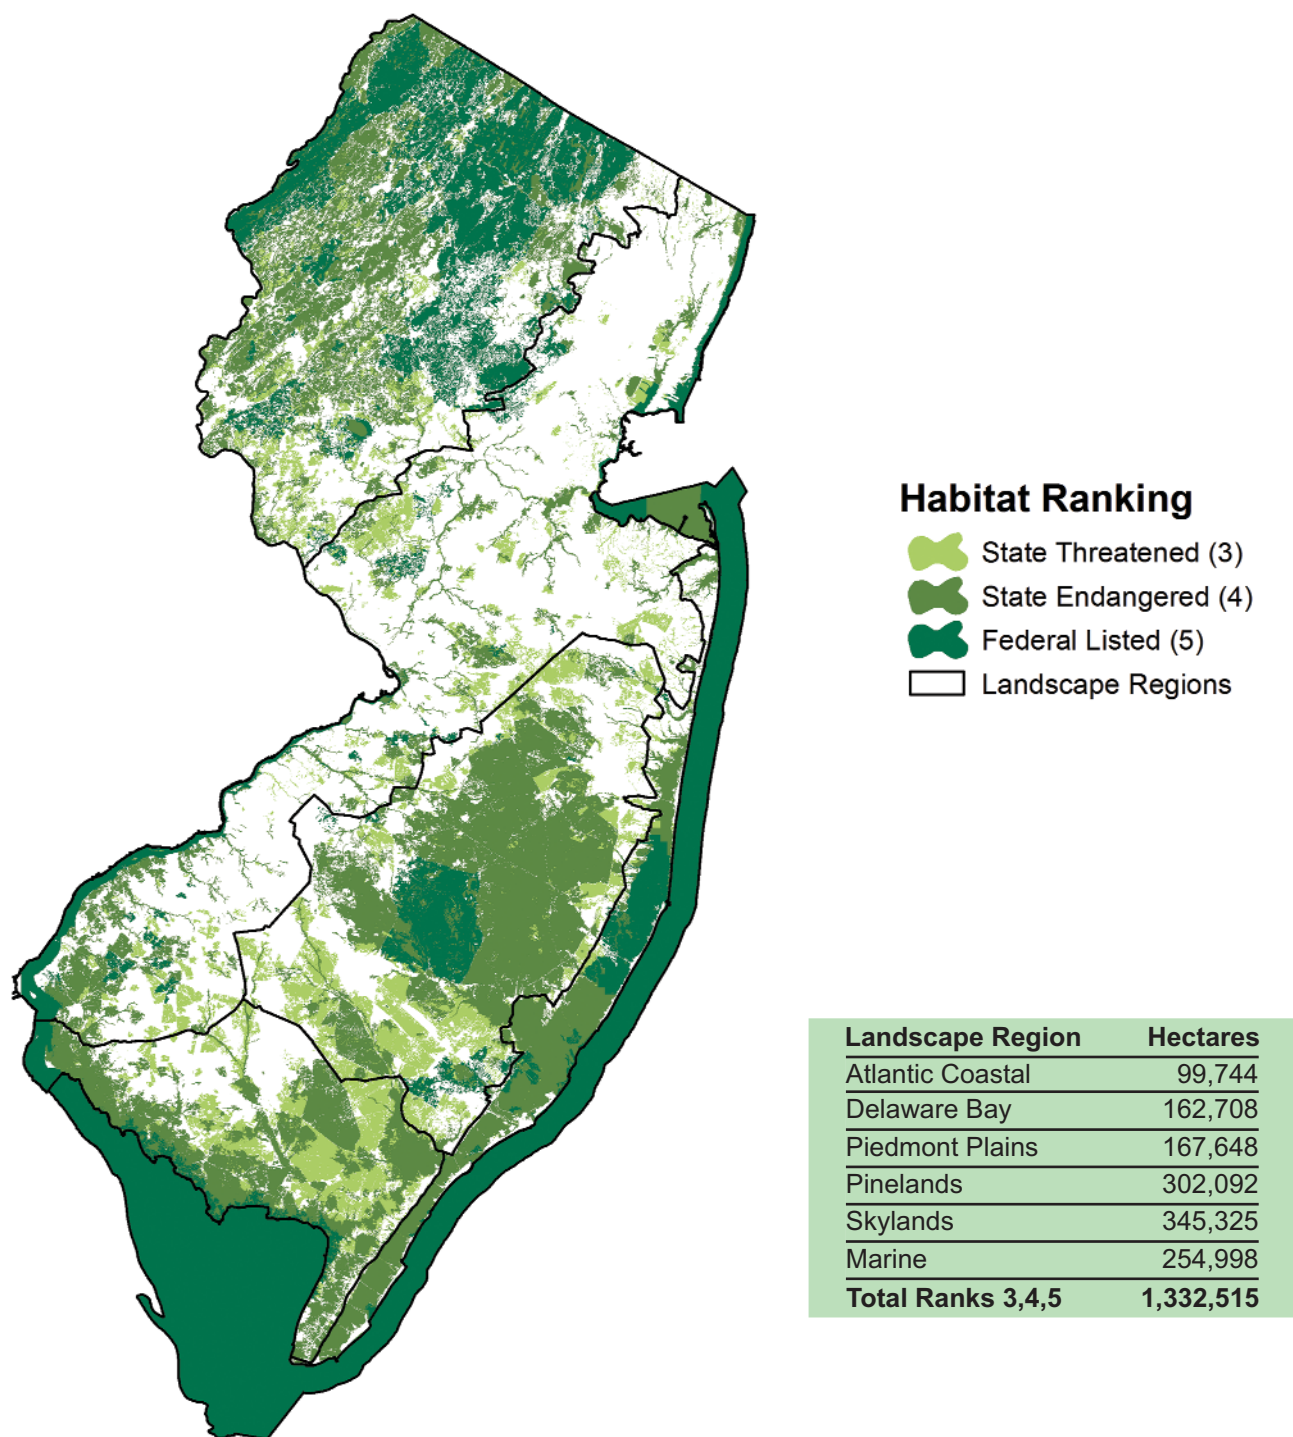 Habitat Ranking
State Threatened (3)
State Endangered (4)
Federal Listed (5)
Landscape Regions
Landscape Region Hectares
Atlantic Coastal 99,744
Delaware Bay 162,708
Piedmont Plains 167,648
Pinelands 302,092
Skylands 345,325
Marine 254,998
Total Ranks 3,4,5 1,332,515